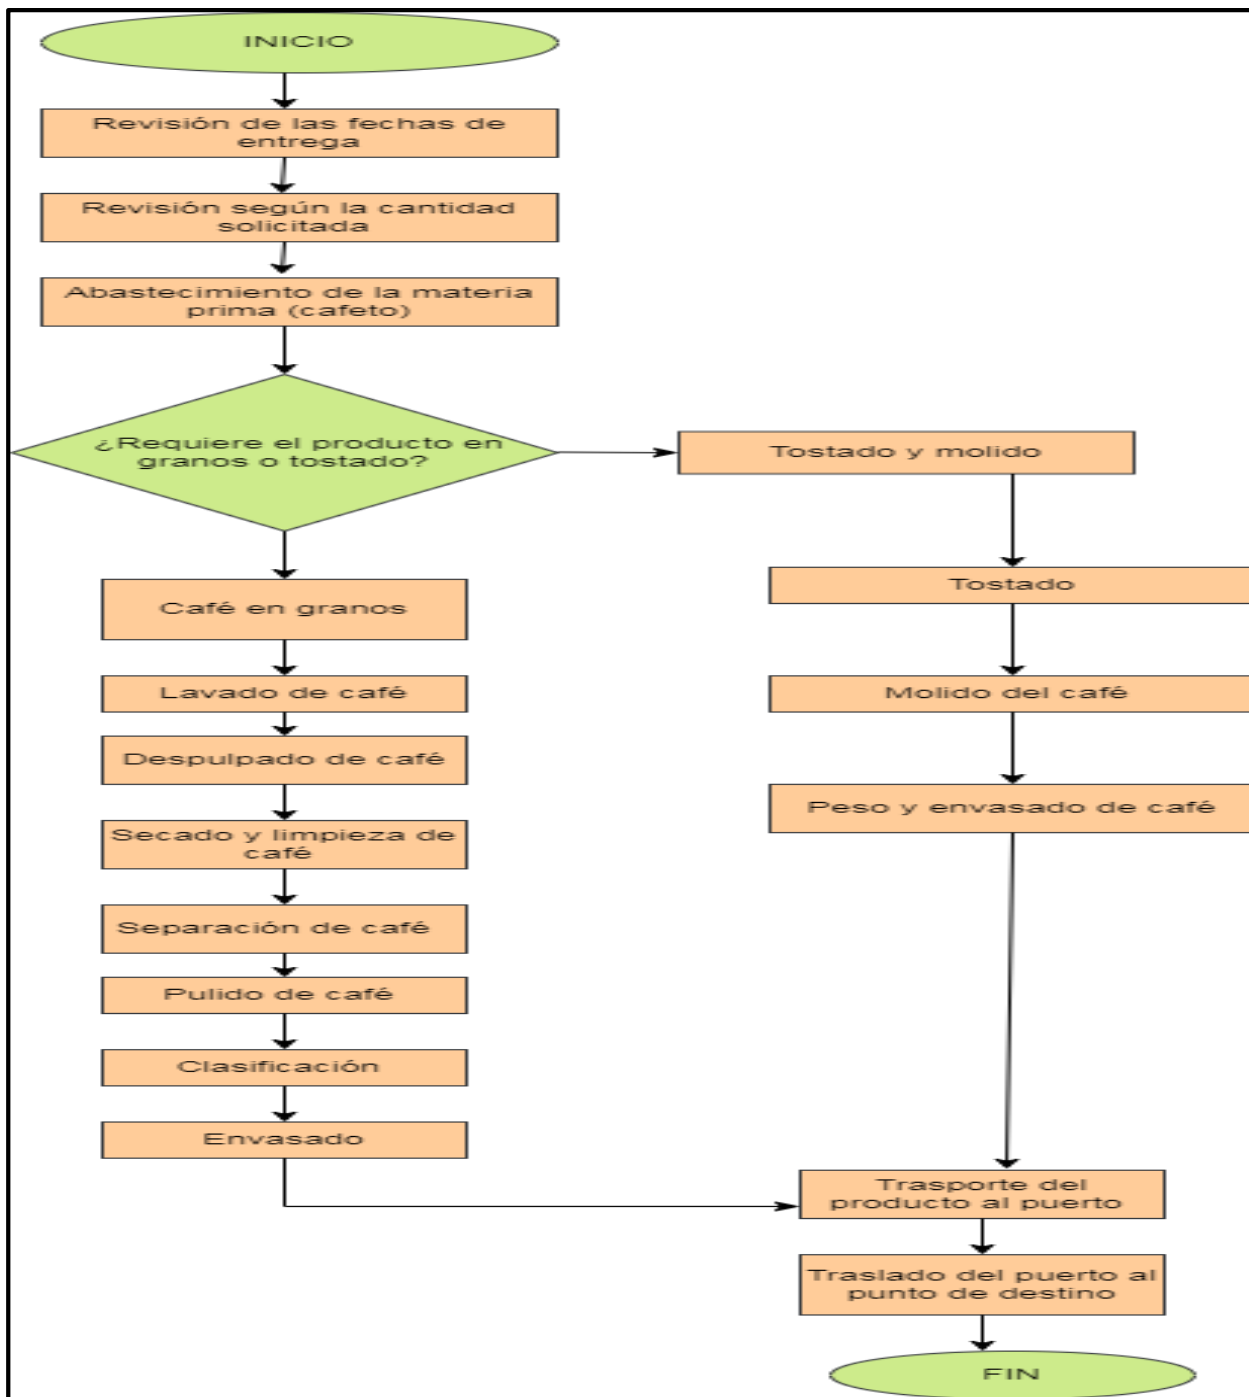 INICIO
Revisión de las fechas de
entrega
Revisión según la cantidad
solicitada
Abastecimiento de la materia
prima (cafeto)
¿Requiere el producto en
granos o tostado?
Tostado y molido
Café en granos
Lavado de café
Despulpado de café
Secado y limpieza de
café
Separación de café
Pulido de café
Clasificación
Envasado
Tostado
Molido del café
Peso y envasado de café
Trasporte del
producto al puerto
Traslado del puerto al
punto de destino
FIN